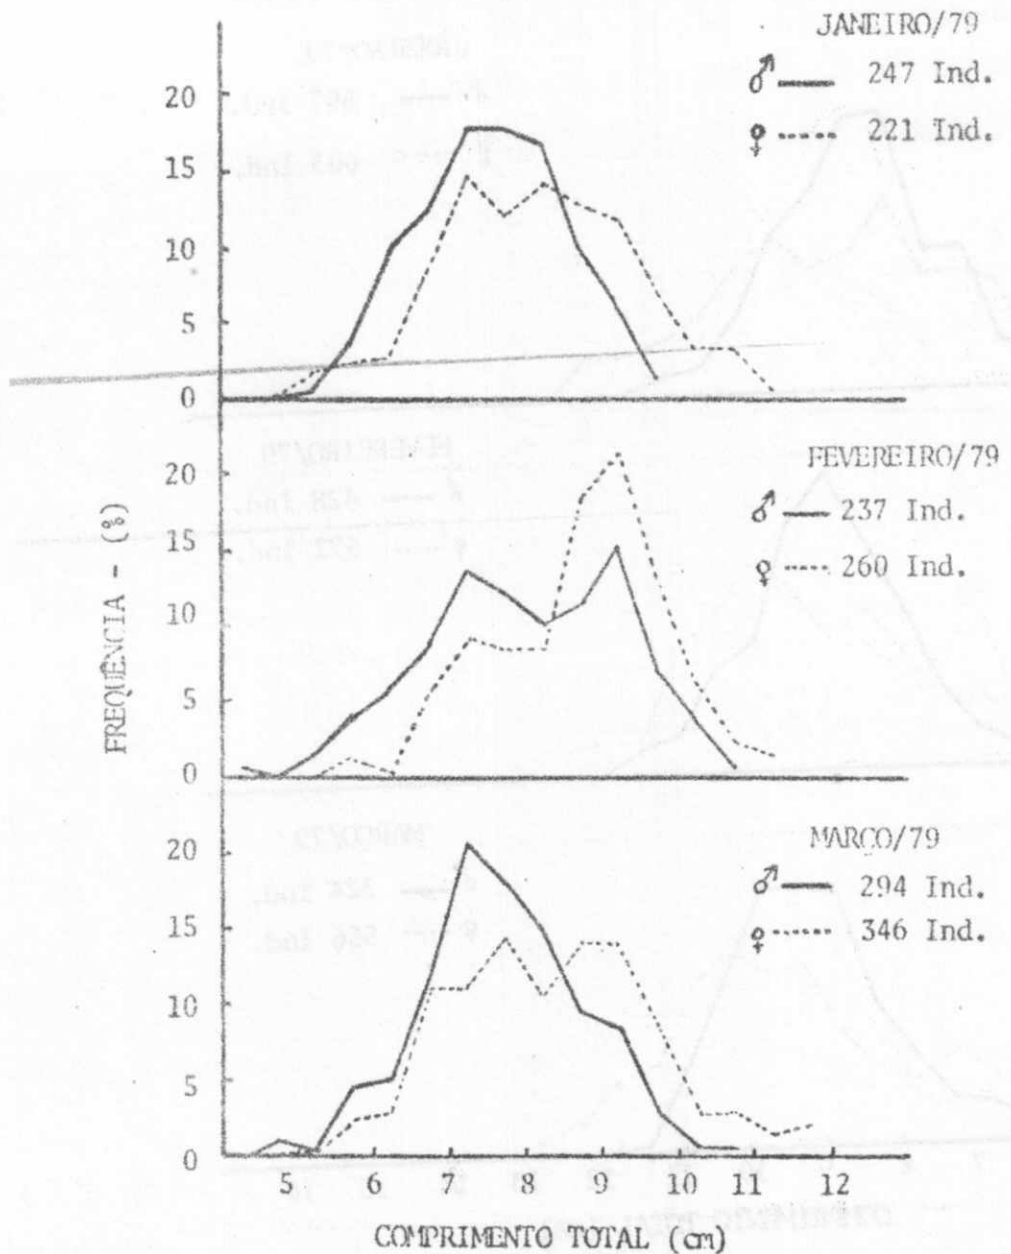 JANEIRO/79
♂ 247 Ind.
♀ 221 Ind.
20
15
10
5
0
FEVEREIRO/79
♂ 237 Ind.
♀ 260 Ind.
20
15
10
5
0
MARCO/79
♂ 294 Ind.
♀ 346 Ind.
20
15
10
5
0
5 6 7 8 9 10 11 12
COMPRIMENTO TOTAL (cm)
FREQUÊNCIA - (%)